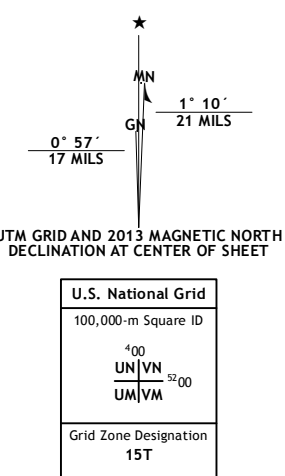 ★
MN
1° 10´
21 MILS
GN
0° 57´
17 MILS
UTM GRID AND 2013 MAGNETIC NORTH
DECLINATION AT CENTER OF SHEET
U.S. National Grid
100,000-m Square ID
400
UN VN
5200
UM VM
Grid Zone Designation
15T